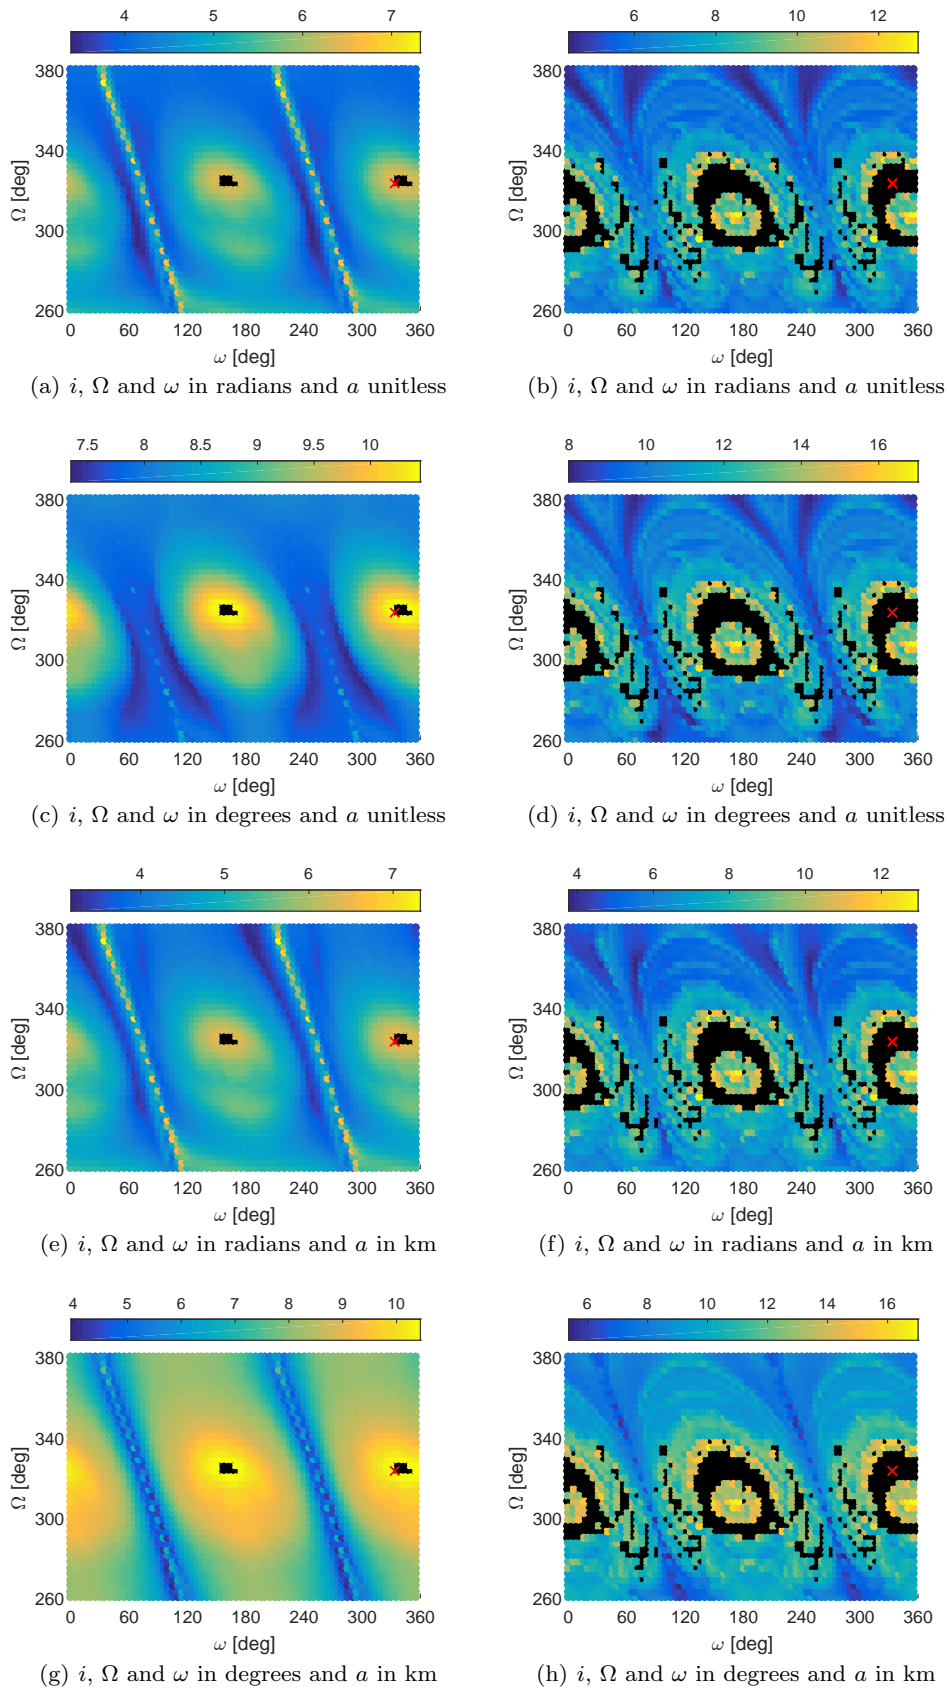 4 5 6 7
6 8 10 12
380
340
300
260
Ω [deg]
0 60 120 180 240 300 360
ω [deg]
380
340
300
260
Ω [deg]
0 60 120 180 240 300 360
ω [deg]
(a) i, Ω and ω in radians and a unitless
(b) i, Ω and ω in radians and a unitless
7.5 8 8.5 9 9.5 10
8 10 12 14 16
380
340
300
260
Ω [deg]
0 60 120 180 240 300 360
ω [deg]
380
340
300
260
Ω [deg]
0 60 120 180 240 300 360
ω [deg]
(c) i, Ω and ω in degrees and a unitless
(d) i, Ω and ω in degrees and a unitless
4 5 6 7
4 6 8 10 12
380
340
300
260
Ω [deg]
0 60 120 180 240 300 360
ω [deg]
380
340
300
260
Ω [deg]
0 60 120 180 240 300 360
ω [deg]
(e) i, Ω and ω in radians and a in km
(f) i, Ω and ω in radians and a in km
4 5 6 7 8 9 10
6 8 10 12 14 16
380
340
300
260
Ω [deg]
0 60 120 180 240 300 360
ω [deg]
380
340
300
260
Ω [deg]
0 60 120 180 240 300 360
ω [deg]
(g) i, Ω and ω in degrees and a in km
(h) i, Ω and ω in degrees and a in km